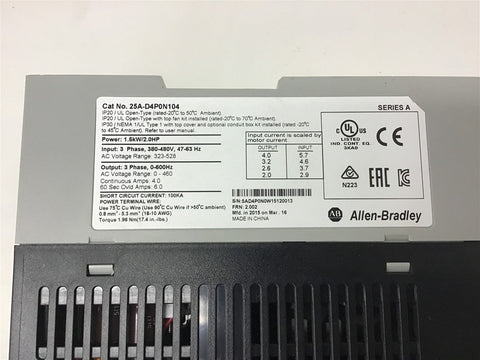 Cat No. 25A-D4P0N104
IP20 / UL Open-Type (rated-20°C to 50°C Ambient).
IP20 / UL Open-Type with top fan kit installed (rated-20°C to 70°C Ambient).
IP30 / NEMA 1/UL Type 1 with top cover and optional conduit box kit installed (rated-20°C
to 45°C Ambient). Refer to user manual.
Power: 1.5kW/2.0HP
Input: 3 Phase, 380-480V, 47-63 Hz
AC Voltage Range: 323-528
Output: 3 Phase, 0-500Hz
AC Voltage Range: 0 - 460
Continuous Amps: 4.0
60 Sec Ovld Amps: 6.0
SHORT CIRCUIT CURRENT: 100KA
POWER TERMINAL WIRE:
Use 75°C Cu Wire (Use 90°C Cu Wire if >50°C ambient)
0.8 mm² - 5.3 mm² (18-10 AWG)
Torque 1.96 Nm(17.4 in.-lbs)
Input current is scaled by
motor current.
OUTPUT INPUT
4.0 5.7
3.2 4.6
2.6 3.7
2.0 2.9
S/N:
FRN: 2.002
Mfd. in 2015 on Mar. 16
MADE IN CHINA
SERIES A
C UL US
LISTED
IND. CONT. EQ.
3KA0
CE
N223
EAC
AB Allen-Bradley